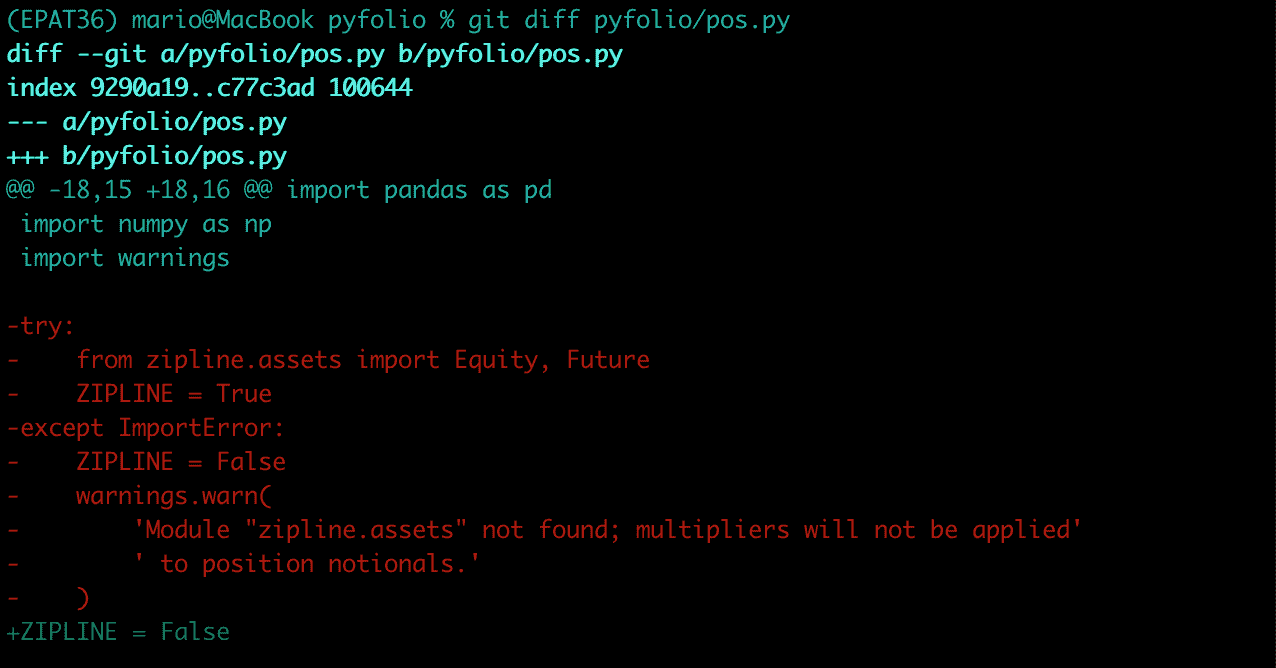 (EPAT36) mario@MacBook pyfolio % git diff pyfolio/pos.py
diff --git a/pyfolio/pos.py b/pyfolio/pos.py
index 9290a19..c77c3ad 100644
--- a/pyfolio/pos.py
+++ b/pyfolio/pos.py
@@ -18,15 +18,16 @@ import pandas as pd
 import numpy as np
 import warnings

-try:
-    from zipline.assets import Equity, Future
-    ZIPLINE = True
-except ImportError:
-    ZIPLINE = False
-    warnings.warn(
-        'Module "zipline.assets" not found; multipliers will not be applied'
-        ' to position notionals.'
-    )
+ZIPLINE = False